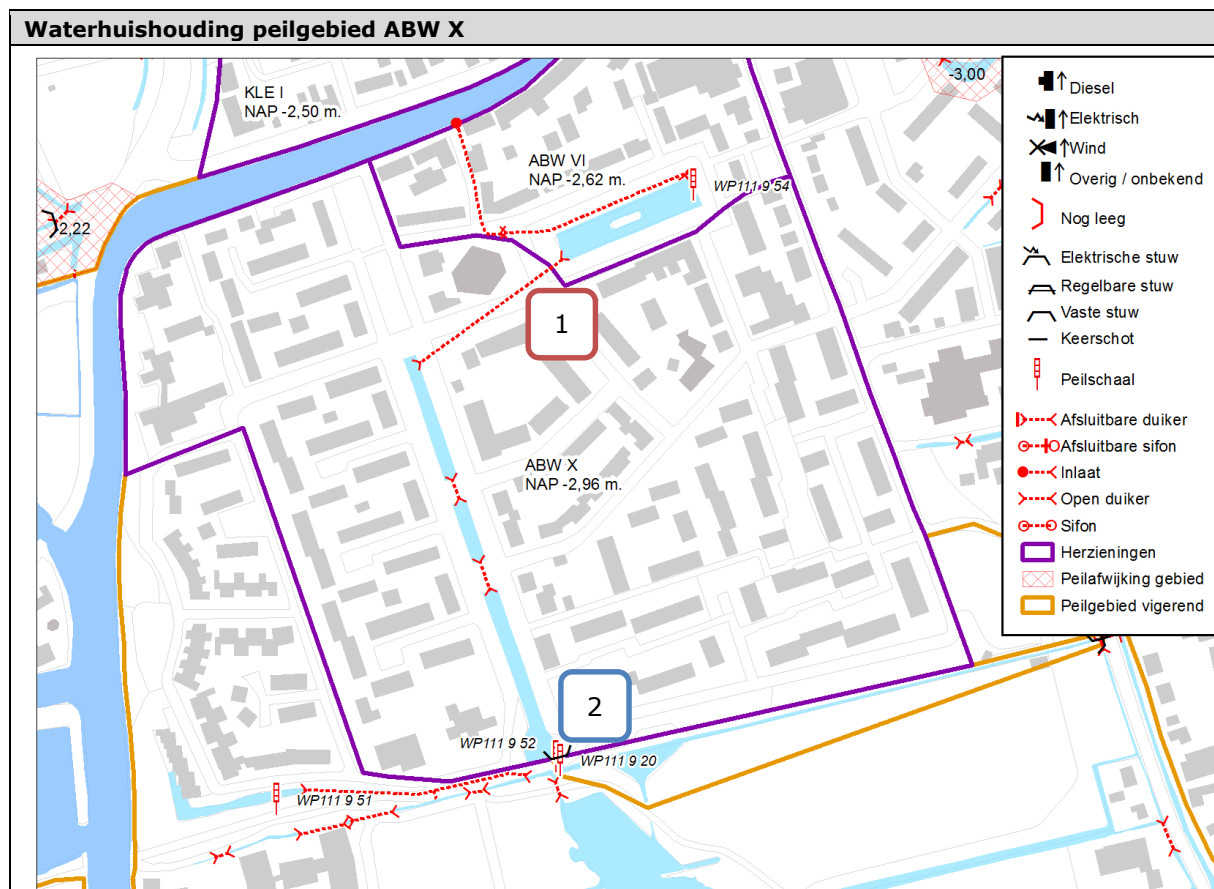 Waterhuishouding peilgebied ABW X
KLE I
NAP -2,50 m.
-3,00
ABW VI
NAP -2,62 m.
WP111 9 54
-2,22
1
ABW X
NAP -2,96 m.
2
WP111 9 52
WP111 9 20
WP111 9 51
Diesel
Elektrisch
Wind
Overig / onbekend
Nog leeg
Elektrische stuw
Regelbare stuw
Vaste stuw
Keerschot
Peilschaal
Afsluitbare duiker
Afsluitbare sifon
Inlaat
Open duiker
Sifon
Herzieningen
Peilafwijking gebied
Peilgebied vigerend